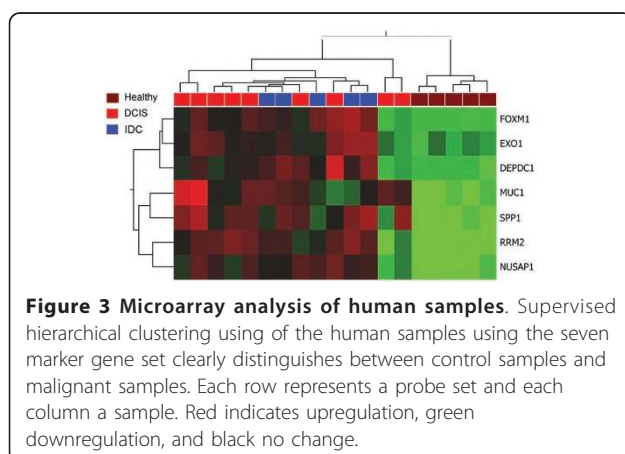 Healthy
DCIS
IDC
FOXM1
EXO1
DEPDC1
MUC1
SPP1
RRM2
NUSAP1
Figure 3 Microarray analysis of human samples. Supervised
hierarchical clustering using of the human samples using the seven
marker gene set clearly distinguishes between control samples and
malignant samples. Each row represents a probe set and each
column a sample. Red indicates upregulation, green
downregulation, and black no change.